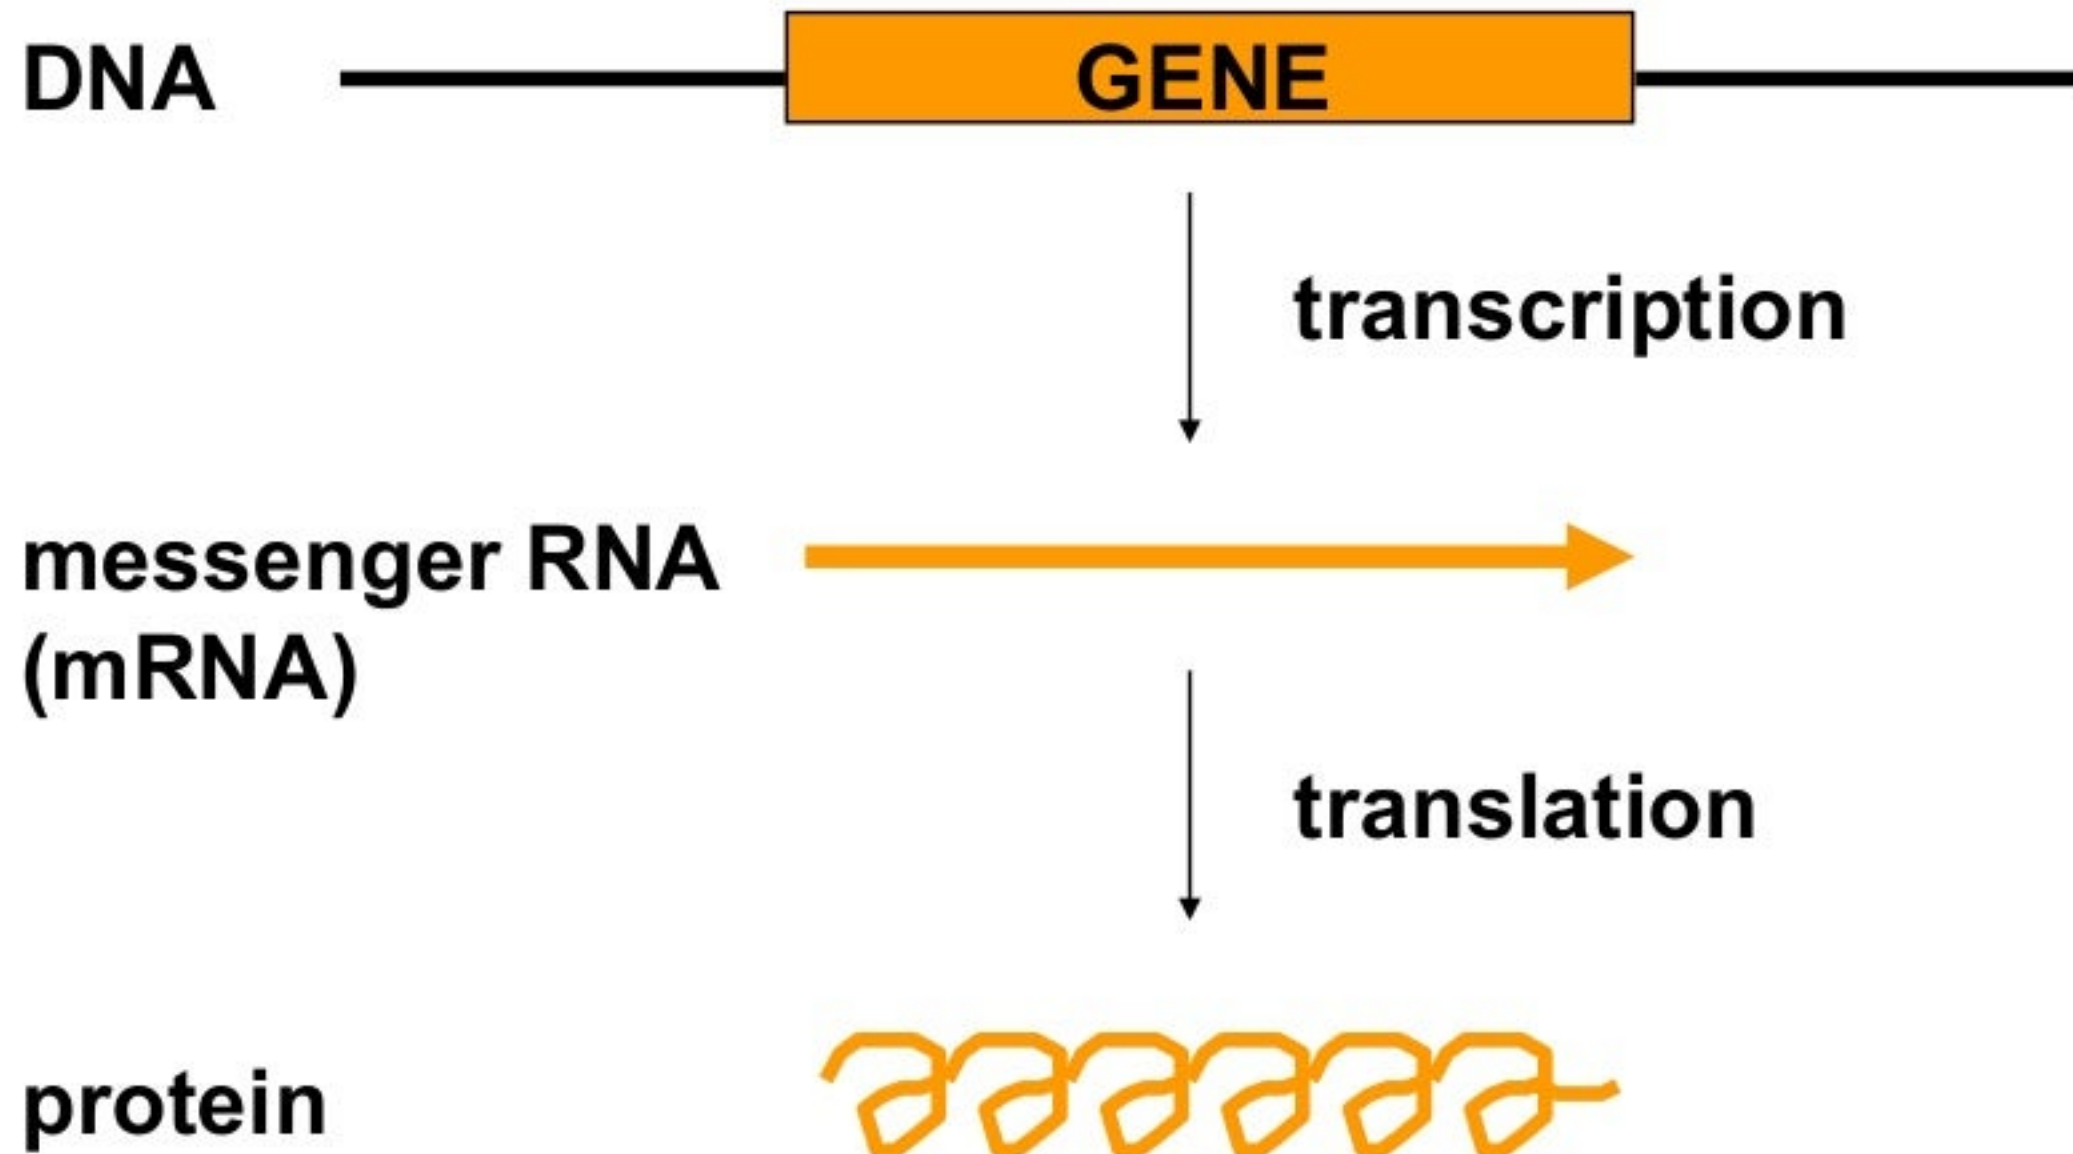 DNA
GENE
transcription
messenger RNA
(mRNA)
translation
protein